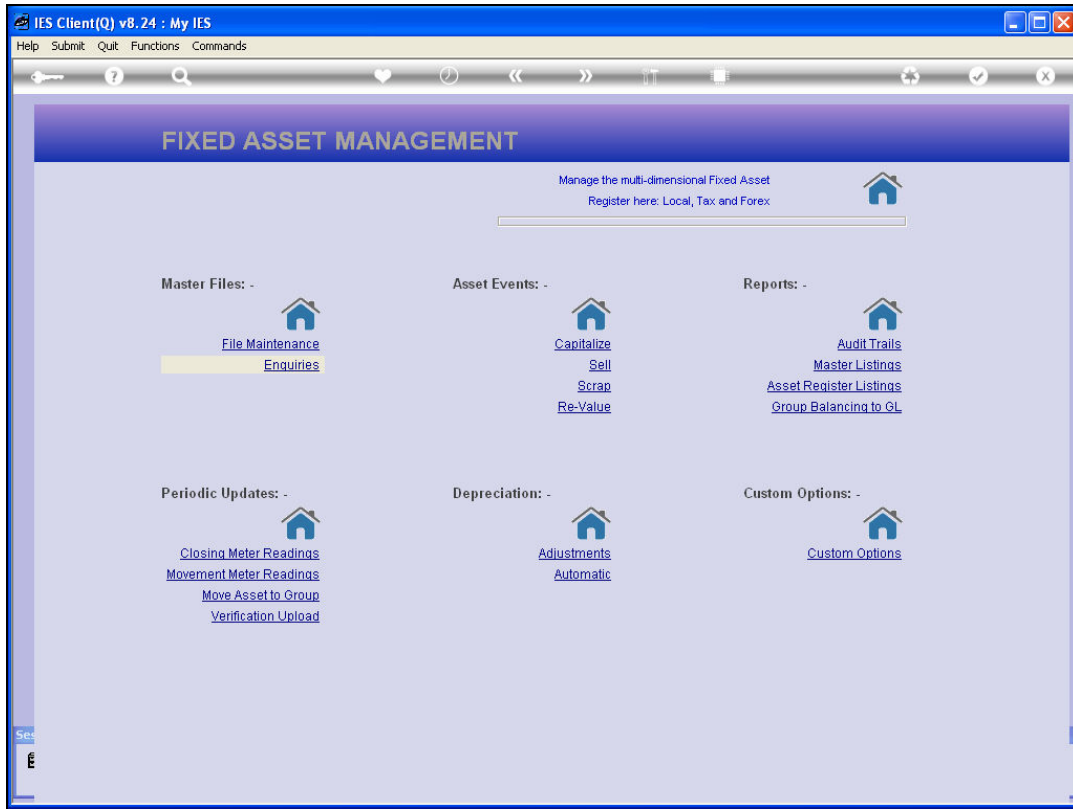 IES Client(Q) v8.24 : My IES
Help Submit Quit Functions Commands
FIXED ASSET MANAGEMENT
Manage the multi-dimensional Fixed Asset
Register here: Local, Tax and Forex
Master Files: -
File Maintenance
Enquiries
Asset Events: -
Capitalize
Sell
Scrap
Re-Value
Reports: -
Audit Trails
Master Listings
Asset Register Listings
Group Balancing to GL
Periodic Updates: -
Closing Meter Readings
Movement Meter Readings
Move Asset to Group
Verification Upload
Depreciation: -
Adjustments
Automatic
Custom Options: -
Custom Options